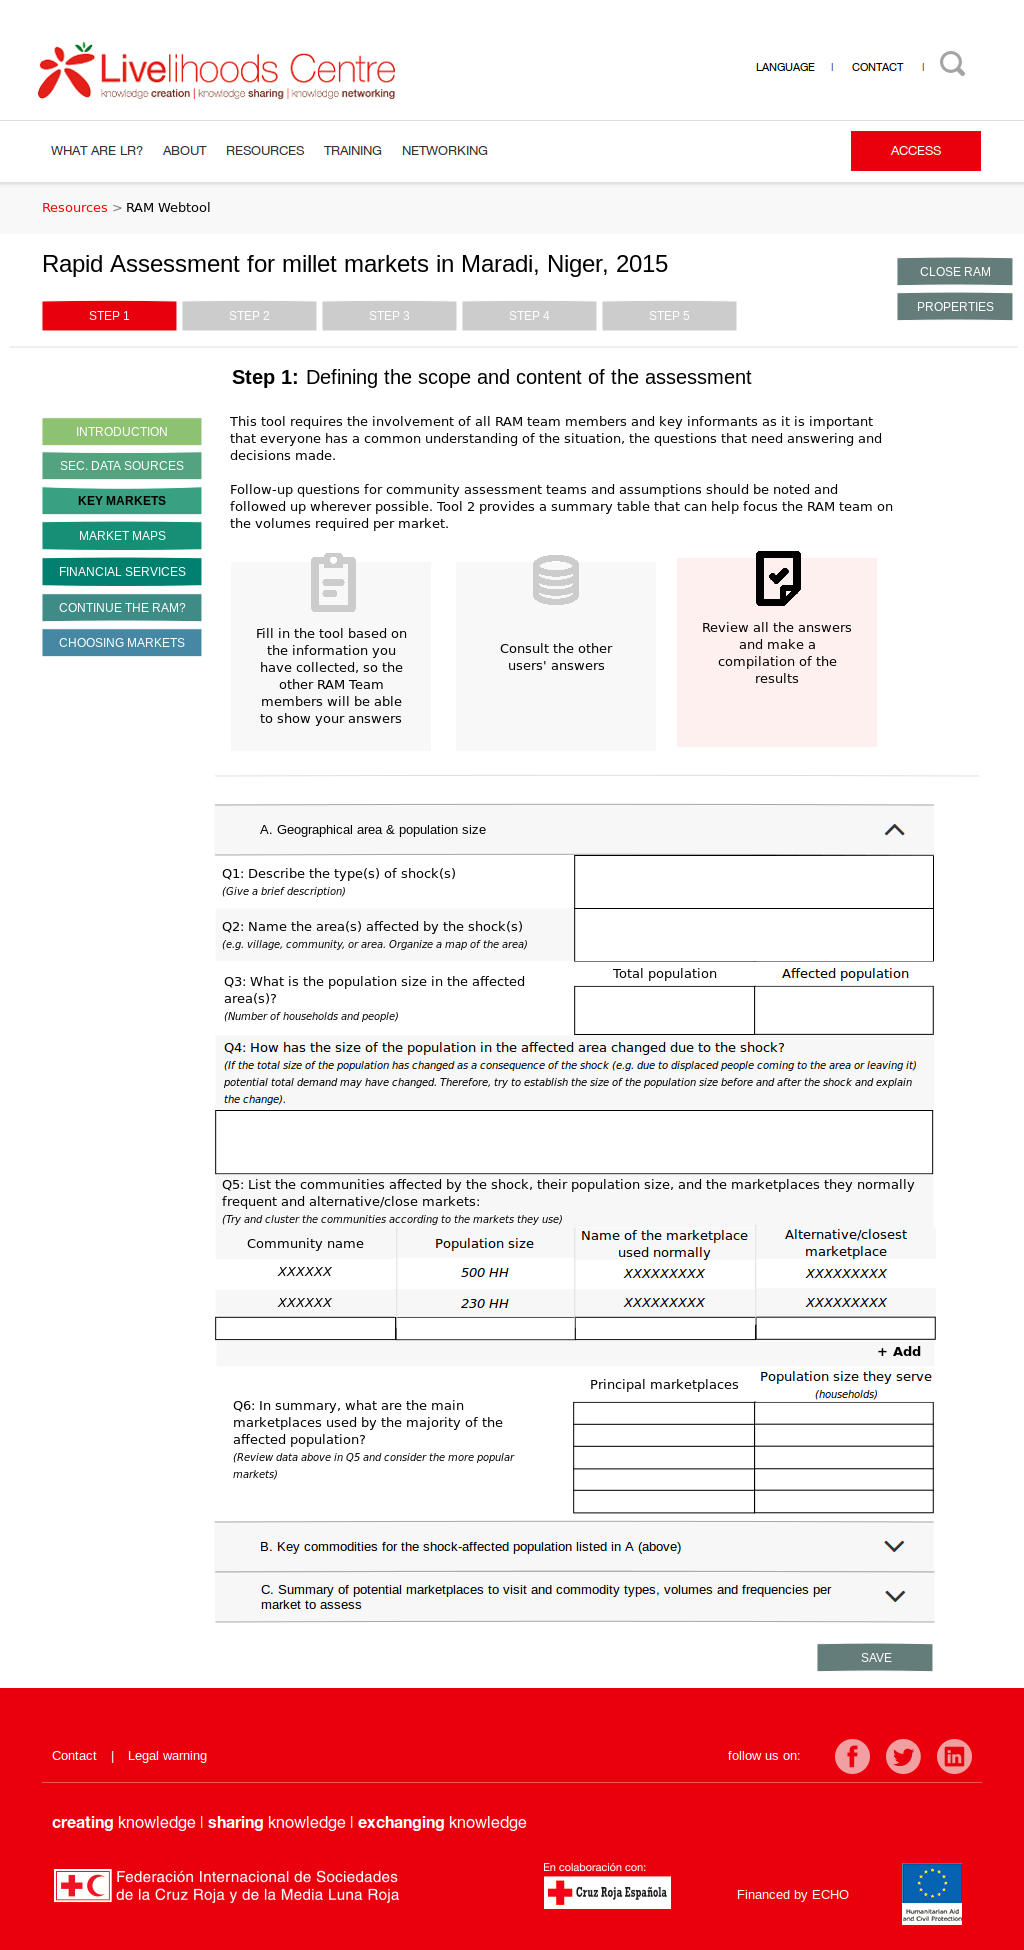 Livelihoods Centre
knowledge creation | knowledge sharing | knowledge networking
LANGUAGE | CONTACT |
WHAT ARE LR? ABOUT RESOURCES TRAINING NETWORKING ACCESS
Resources > RAM Webtool
Rapid Assessment for millet markets in Maradi, Niger, 2015
CLOSE RAM
PROPERTIES
STEP 1 STEP 2 STEP 3 STEP 4 STEP 5
Step 1: Defining the scope and content of the assessment
INTRODUCTION
SEC. DATA SOURCES
KEY MARKETS
MARKET MAPS
FINANCIAL SERVICES
CONTINUE THE RAM?
CHOOSING MARKETS
This tool requires the involvement of all RAM team members and key informants as it is important
that everyone has a common understanding of the situation, the questions that need answering and
decisions made.
Follow-up questions for community assessment teams and assumptions should be noted and
followed up wherever possible. Tool 2 provides a summary table that can help focus the RAM team on
the volumes required per market.
Fill in the tool based on
the information you
have collected, so the
other RAM Team
members will be able
to show your answers
Consult the other
users' answers
Review all the answers
and make a
compilation of the
results
A. Geographical area & population size
Q1: Describe the type(s) of shock(s)
(Give a brief description)
Q2: Name the area(s) affected by the shock(s)
(e.g. village, community, or area. Organize a map of the area)
Total population Affected population
Q3: What is the population size in the affected
area(s)?
(Number of households and people)
Q4: How has the size of the population in the affected area changed due to the shock?
(If the total size of the population has changed as a consequence of the shock (e.g. due to displaced people coming to the area or leaving it)
potential total demand may have changed. Therefore, try to establish the size of the population size before and after the shock and explain
the change).
Q5: List the communities affected by the shock, their population size, and the marketplaces they normally
frequent and alternative/close markets:
(Try and cluster the communities according to the markets they use)
Community name Population size Name of the marketplace
used normally Alternative/closest
marketplace
XXXXXX 500 HH XXXXXXXXX XXXXXXXXX
XXXXXX 230 HH XXXXXXXXX XXXXXXXXX
+ Add
Principal marketplaces Population size they serve
(households)
Q6: In summary, what are the main
marketplaces used by the majority of the
affected population?
(Review data above in Q5 and consider the more popular
markets)
B. Key commodities for the shock-affected population listed in A (above)
C. Summary of potential marketplaces to visit and commodity types, volumes and frequencies per
market to assess
SAVE
Contact | Legal warning follow us on:
creating knowledge | sharing knowledge | exchanging knowledge
Federación Internacional de Sociedades
de la Cruz Roja y de la Media Luna Roja
En colaboración con:
Cruz Roja Española
Financed by ECHO
Humanitarian Aid
and Civil Protection